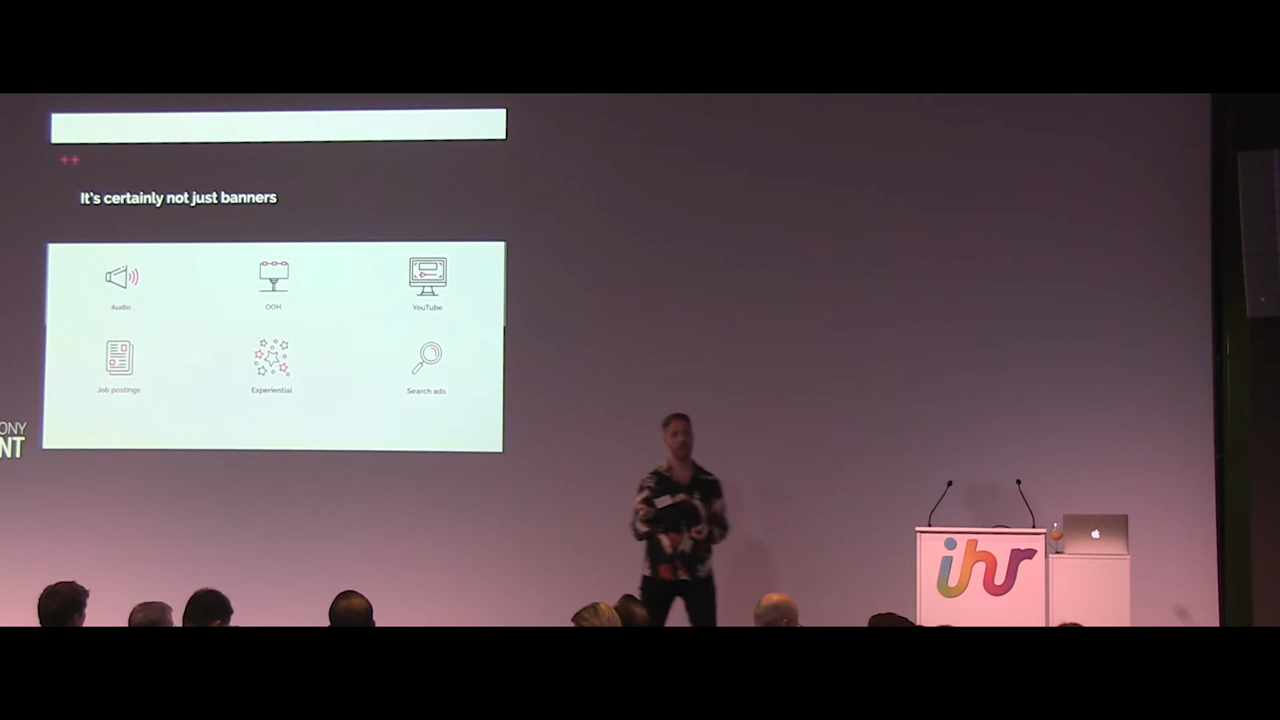 ++
It's certainly not just banners
Audio
OOH
YouTube
Job postings
Experiential
Search ads
ONY
NT
ihr